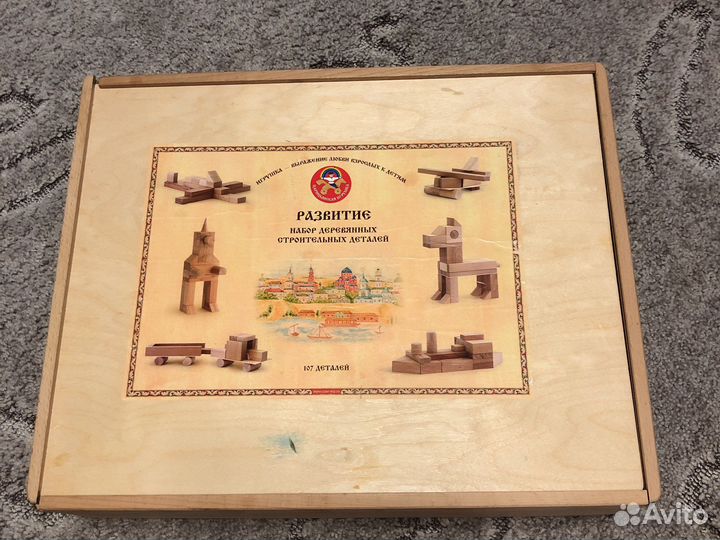 ИГРУШКА - ВЫРАЖЕНИЕ ЛЮБВИ ВЗРОСЛЫХ К ДЕТЯМ
РАЗВИТИЕ
НАБОР ДЕРЕВЯННЫХ
СТРОИТЕЛЬНЫХ ДЕТАЛЕЙ
107 ДЕТАЛЕЙ
Avito